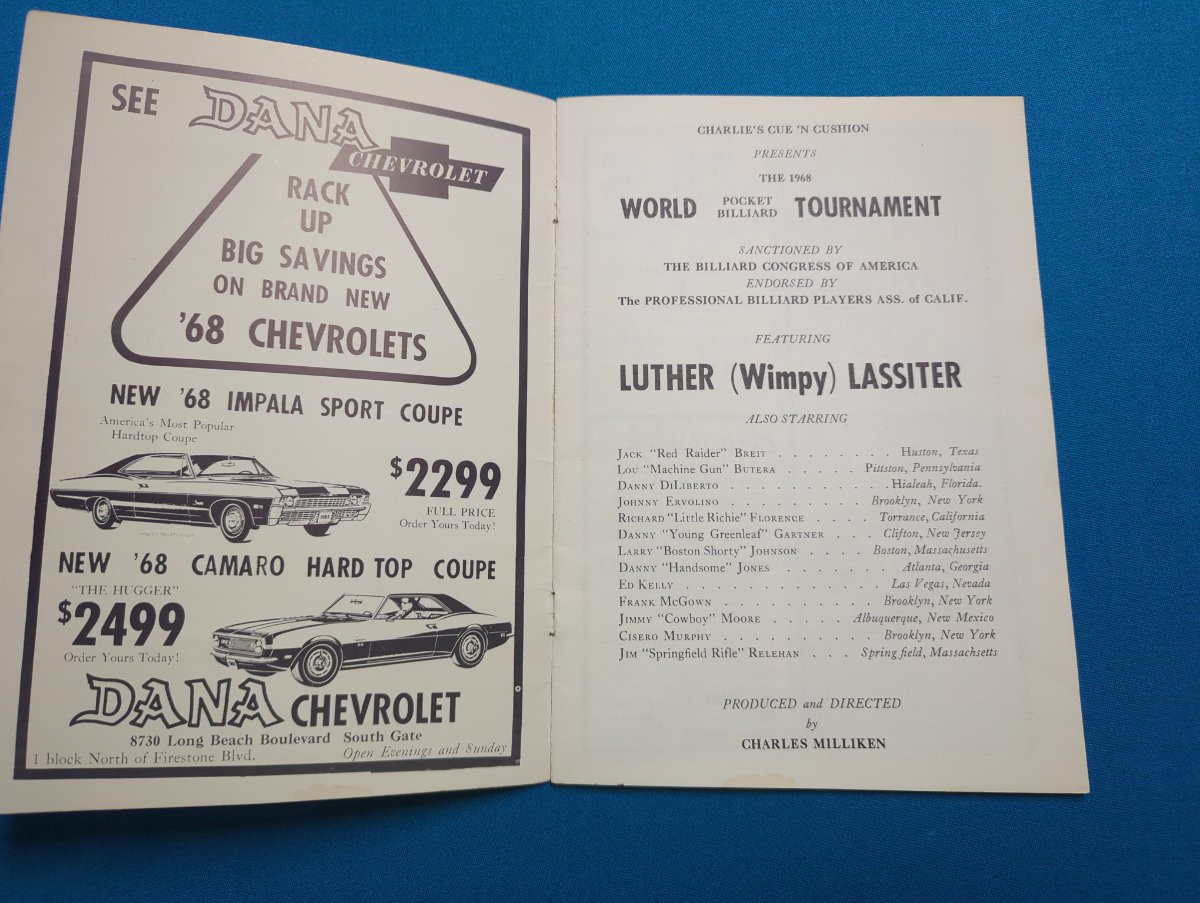 SEE DANA
CHEVROLET
RACK
UP
BIG SAVINGS
ON BRAND NEW
'68 CHEVROLETS
NEW '68 IMPALA SPORT COUPE
America's Most Popular
Hardtop Coupe
$2299
FULL PRICE
Order Yours Today!
NEW '68 CAMARO HARD TOP COUPE
"THE HUGGER"
$2499
Order Yours Today!
DANA CHEVROLET
8730 Long Beach Boulevard South Gate
1 block North of Firestone Blvd. Open Evenings and Sunday
CHARLIE'S CUE 'N CUSHION
PRESENTS
THE 1968
WORLD POCKET BILLIARD TOURNAMENT
SANCTIONED BY
THE BILLIARD CONGRESS OF AMERICA
ENDORSED BY
The PROFESSIONAL BILLIARD PLAYERS ASS. of CALIF.
FEATURING
LUTHER (Wimpy) LASSITER
ALSO STARRING
JACK "Red Raider" BREIT . . . . . . . . Huston, Texas
LOU "Machine Gun" BUTERA . . . . . Pittston, Pennsylvania
DANNY DILIBERTO . . . . . . . . . . . Hialeah, Florida.
JOHNNY ERVOLINO . . . . . . . . . . Brooklyn, New York
RICHARD "Little Richie" FLORENCE . . . . Torrance, California
DANNY "Young Greenleaf" GARTNER . . . Clifton, New Jersey
LARRY "Boston Shorty" JOHNSON . . . . Boston, Massachusetts
DANNY "Handsome" JONES . . . . . . . Atlanta, Georgia
ED KELLY . . . . . . . . . . . . . . Las Vegas, Nevada
FRANK MCGOWN . . . . . . . . . . Brooklyn, New York
JIMMY "Cowboy" MOORE . . . . . Albuquerque, New Mexico
CISERO MURPHY . . . . . . . . . . Brooklyn, New York
JIM "Springfield Rifle" RELEHAN . . . Springfield, Massachsetts
PRODUCED and DIRECTED
by
CHARLES MILLIKEN